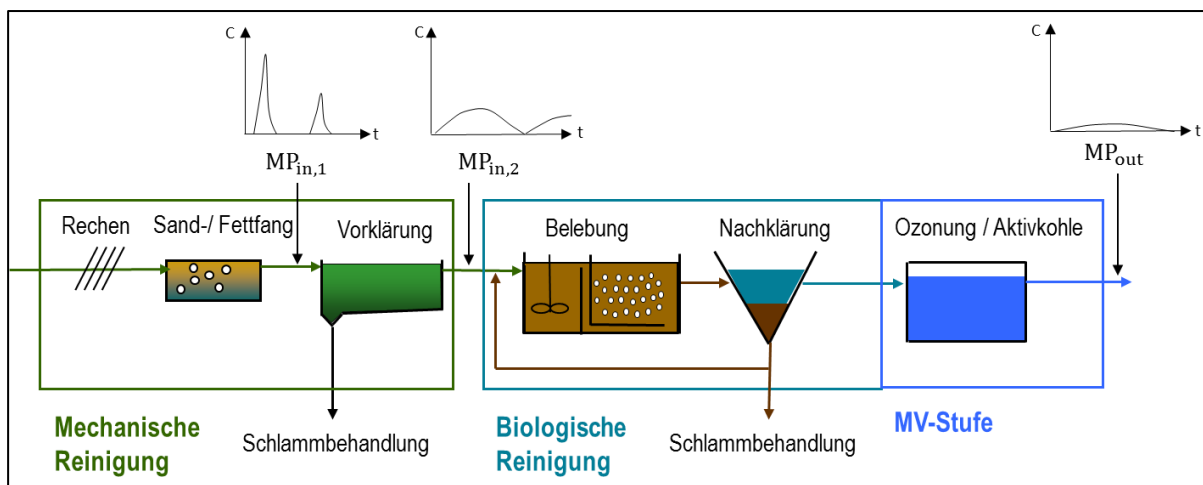 C
t
MP_in,1
C
t
MP_in,2
C
t
MP_out
Rechen
Sand-/ Fettfang
Vorklärung
Belebung
Nachklärung
Ozonung / Aktivkohle
Mechanische
Reinigung
Schlammbehandlung
Biologische
Reinigung
Schlammbehandlung
MV-Stufe